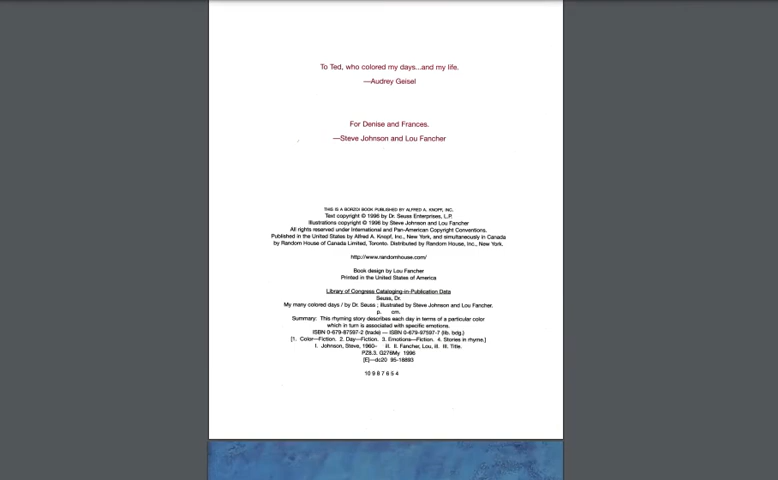 To Ted, who colored my days...and my life.
—Audrey Geisel
For Denise and Frances.
—Steve Johnson and Lou Fancher
THIS IS A BORZOI BOOK PUBLISHED BY ALFRED A. KNOPF, INC.
Text copyright © 1996 by Dr. Seuss Enterprises, L.P.
Illustrations copyright © 1996 by Steve Johnson and Lou Fancher
All rights reserved under International and Pan-American Copyright Conventions.
Published in the United States by Alfred A. Knopf, Inc., New York, and simultaneously in Canada
by Random House of Canada Limited, Toronto. Distributed by Random House, Inc., New York.
http://www.randomhouse.com/
Book design by Lou Fancher
Printed in the United States of America
Library of Congress Cataloging-in-Publication Data
Seuss, Dr.
My many colored days / by Dr. Seuss ; illustrated by Steve Johnson and Lou Fancher.
p. cm.
Summary: This rhyming story describes each day in terms of a particular color
which in turn is associated with specific emotions.
ISBN 0-679-87597-2 (trade) — ISBN 0-679-97597-7 (lib. bdg.)
[1. Color—Fiction. 2. Day—Fiction. 3. Emotions—Fiction. 4. Stories in rhyme.]
I. Johnson, Steve, 1960- ill. II. Fancher, Lou, ill. III. Title.
PZ8.3. G276My 1996
[E]—dc20 95-18893
10 9 8 7 6 5 4